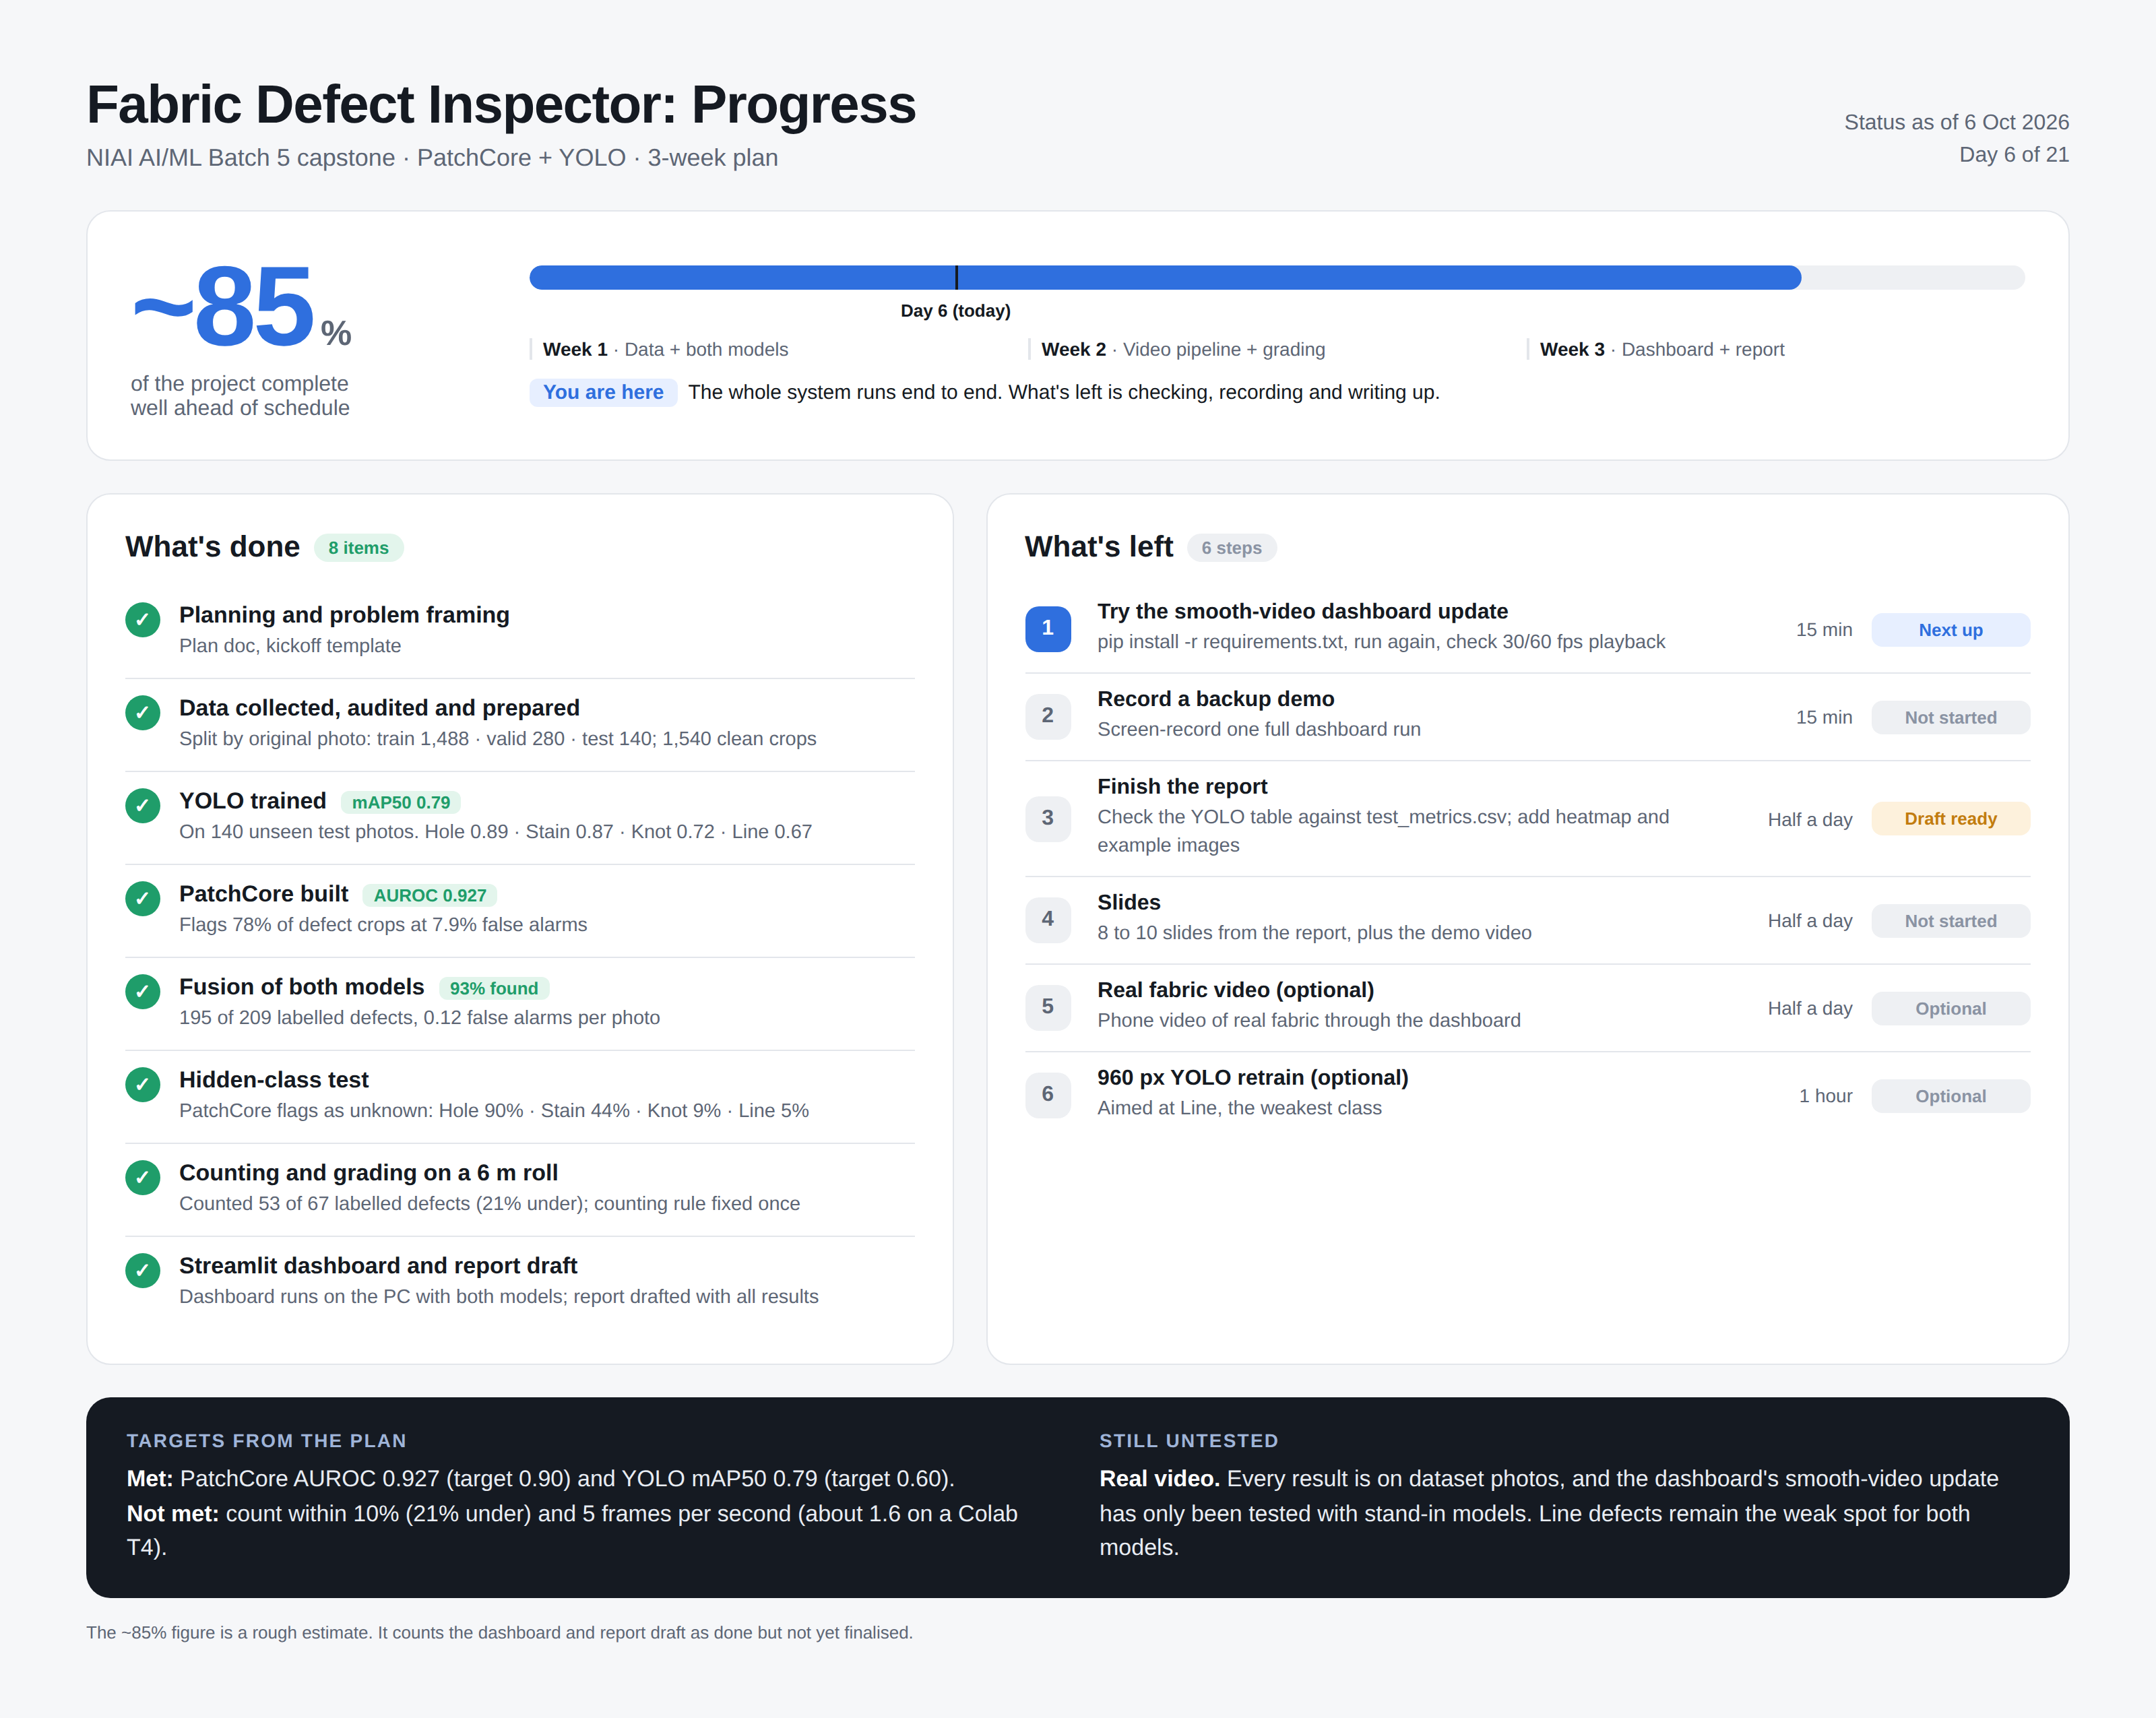 Fabric Defect Inspector: Progress
NIAI AI/ML Batch 5 capstone · PatchCore + YOLO · 3-week plan
Status as of 6 Oct 2026
Day 6 of 21
~85 %
of the project complete
well ahead of schedule
Day 6 (today)
Week 1 · Data + both models
Week 2 · Video pipeline + grading
Week 3 · Dashboard + report
You are here The whole system runs end to end. What's left is checking, recording and writing up.
What's done 8 items
✓ Planning and problem framing
Plan doc, kickoff template
✓ Data collected, audited and prepared
Split by original photo: train 1,488 · valid 280 · test 140; 1,540 clean crops
✓ YOLO trained mAP50 0.79
On 140 unseen test photos. Hole 0.89 · Stain 0.87 · Knot 0.72 · Line 0.67
✓ PatchCore built AUROC 0.927
Flags 78% of defect crops at 7.9% false alarms
✓ Fusion of both models 93% found
195 of 209 labelled defects, 0.12 false alarms per photo
✓ Hidden-class test
PatchCore flags as unknown: Hole 90% · Stain 44% · Knot 9% · Line 5%
✓ Counting and grading on a 6 m roll
Counted 53 of 67 labelled defects (21% under); counting rule fixed once
✓ Streamlit dashboard and report draft
Dashboard runs on the PC with both models; report drafted with all results
What's left 6 steps
1 Try the smooth-video dashboard update
pip install -r requirements.txt, run again, check 30/60 fps playback
15 min Next up
2 Record a backup demo
Screen-record one full dashboard run
15 min Not started
3 Finish the report
Check the YOLO table against test_metrics.csv; add heatmap and
example images
Half a day Draft ready
4 Slides
8 to 10 slides from the report, plus the demo video
Half a day Not started
5 Real fabric video (optional)
Phone video of real fabric through the dashboard
Half a day Optional
6 960 px YOLO retrain (optional)
Aimed at Line, the weakest class
1 hour Optional
TARGETS FROM THE PLAN
Met: PatchCore AUROC 0.927 (target 0.90) and YOLO mAP50 0.79 (target 0.60).
Not met: count within 10% (21% under) and 5 frames per second (about 1.6 on a Colab
T4).
STILL UNTESTED
Real video. Every result is on dataset photos, and the dashboard's smooth-video update
has only been tested with stand-in models. Line defects remain the weak spot for both
models.
The ~85% figure is a rough estimate. It counts the dashboard and report draft as done but not yet finalised.